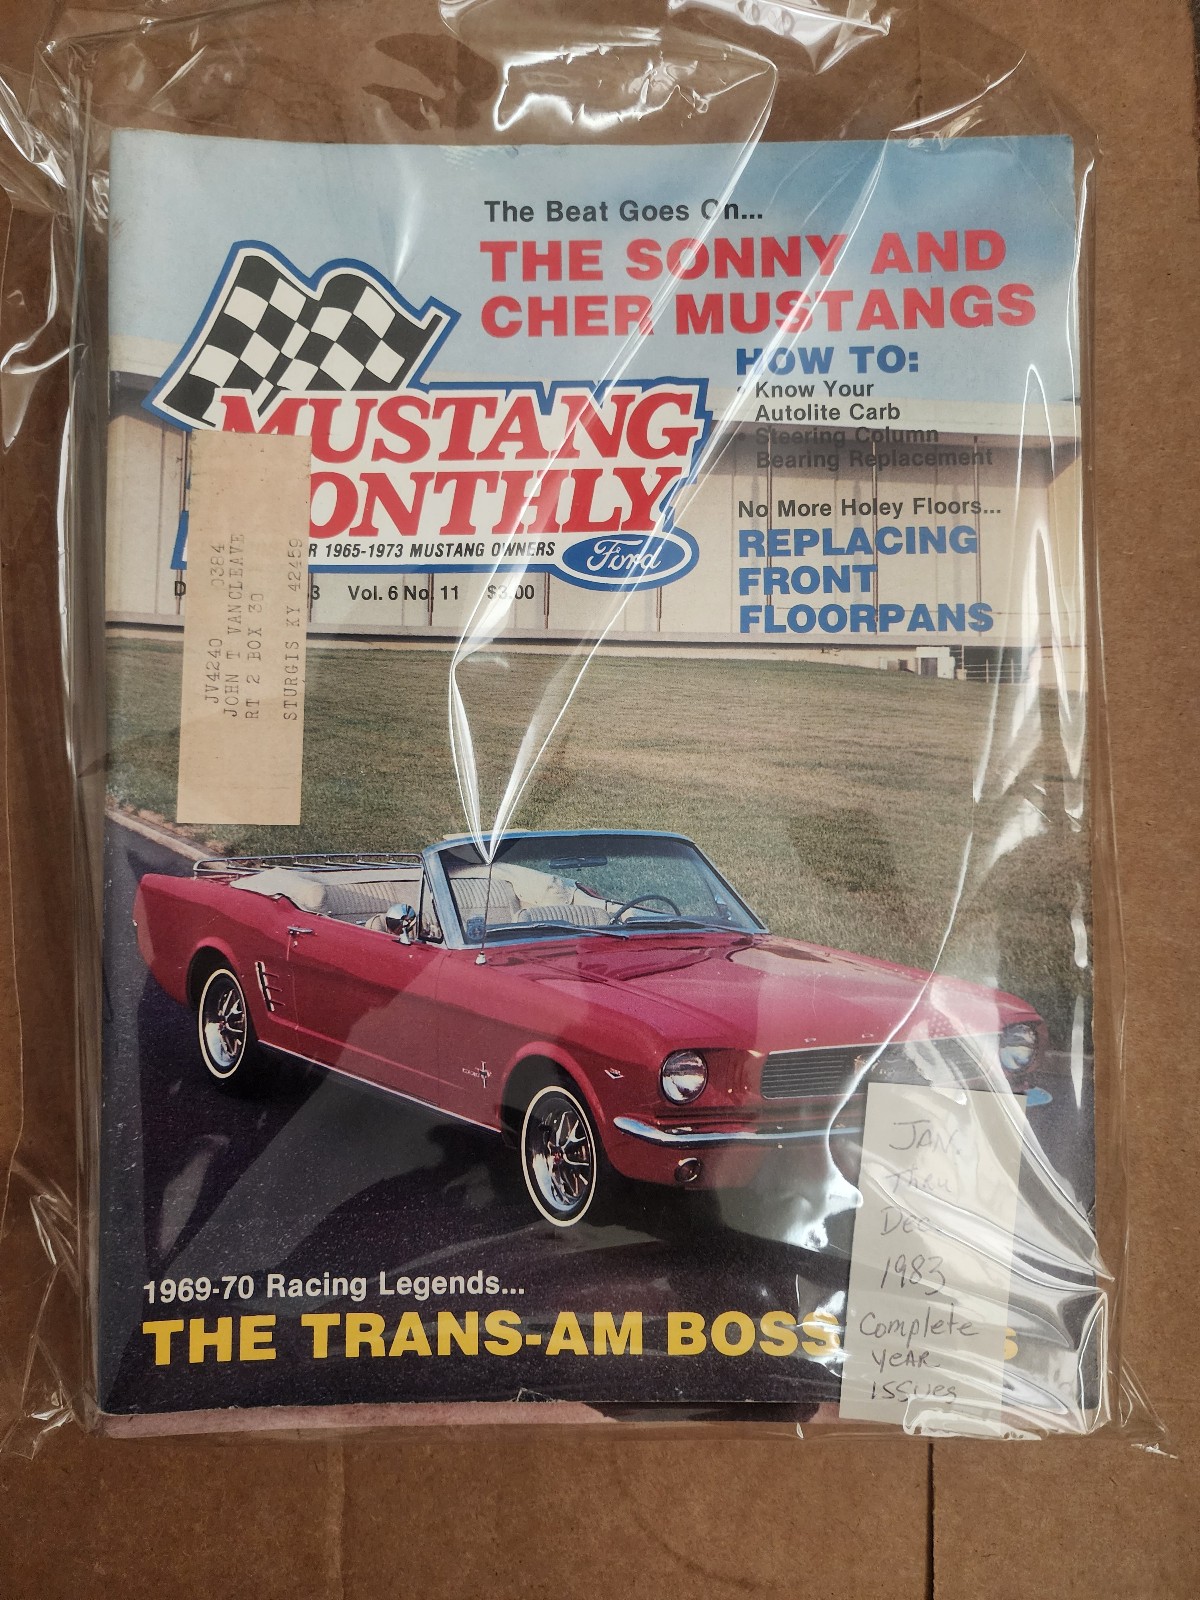 The Beat Goes On...
THE SONNY AND
CHER MUSTANGS
HOW TO:
• Know Your
Autolite Carb
• Steering Column
Bearing Replacement
No More Holey Floors...
REPLACING
FRONT
FLOORPANS
MUSTANG
MONTHLY
R 1965-1973 MUSTANG OWNERS
Ford
D 3 Vol. 6 No. 11 $3.00
JV4240 0384
JOHN T VANCLEAVE
RT 2 BOX 30
STURGIS KY 42459
1969-70 Racing Legends...
THE TRANS-AM BOSS S
JAN.
Thru
Dec.
1983
Complete
YEAR
ISSUES